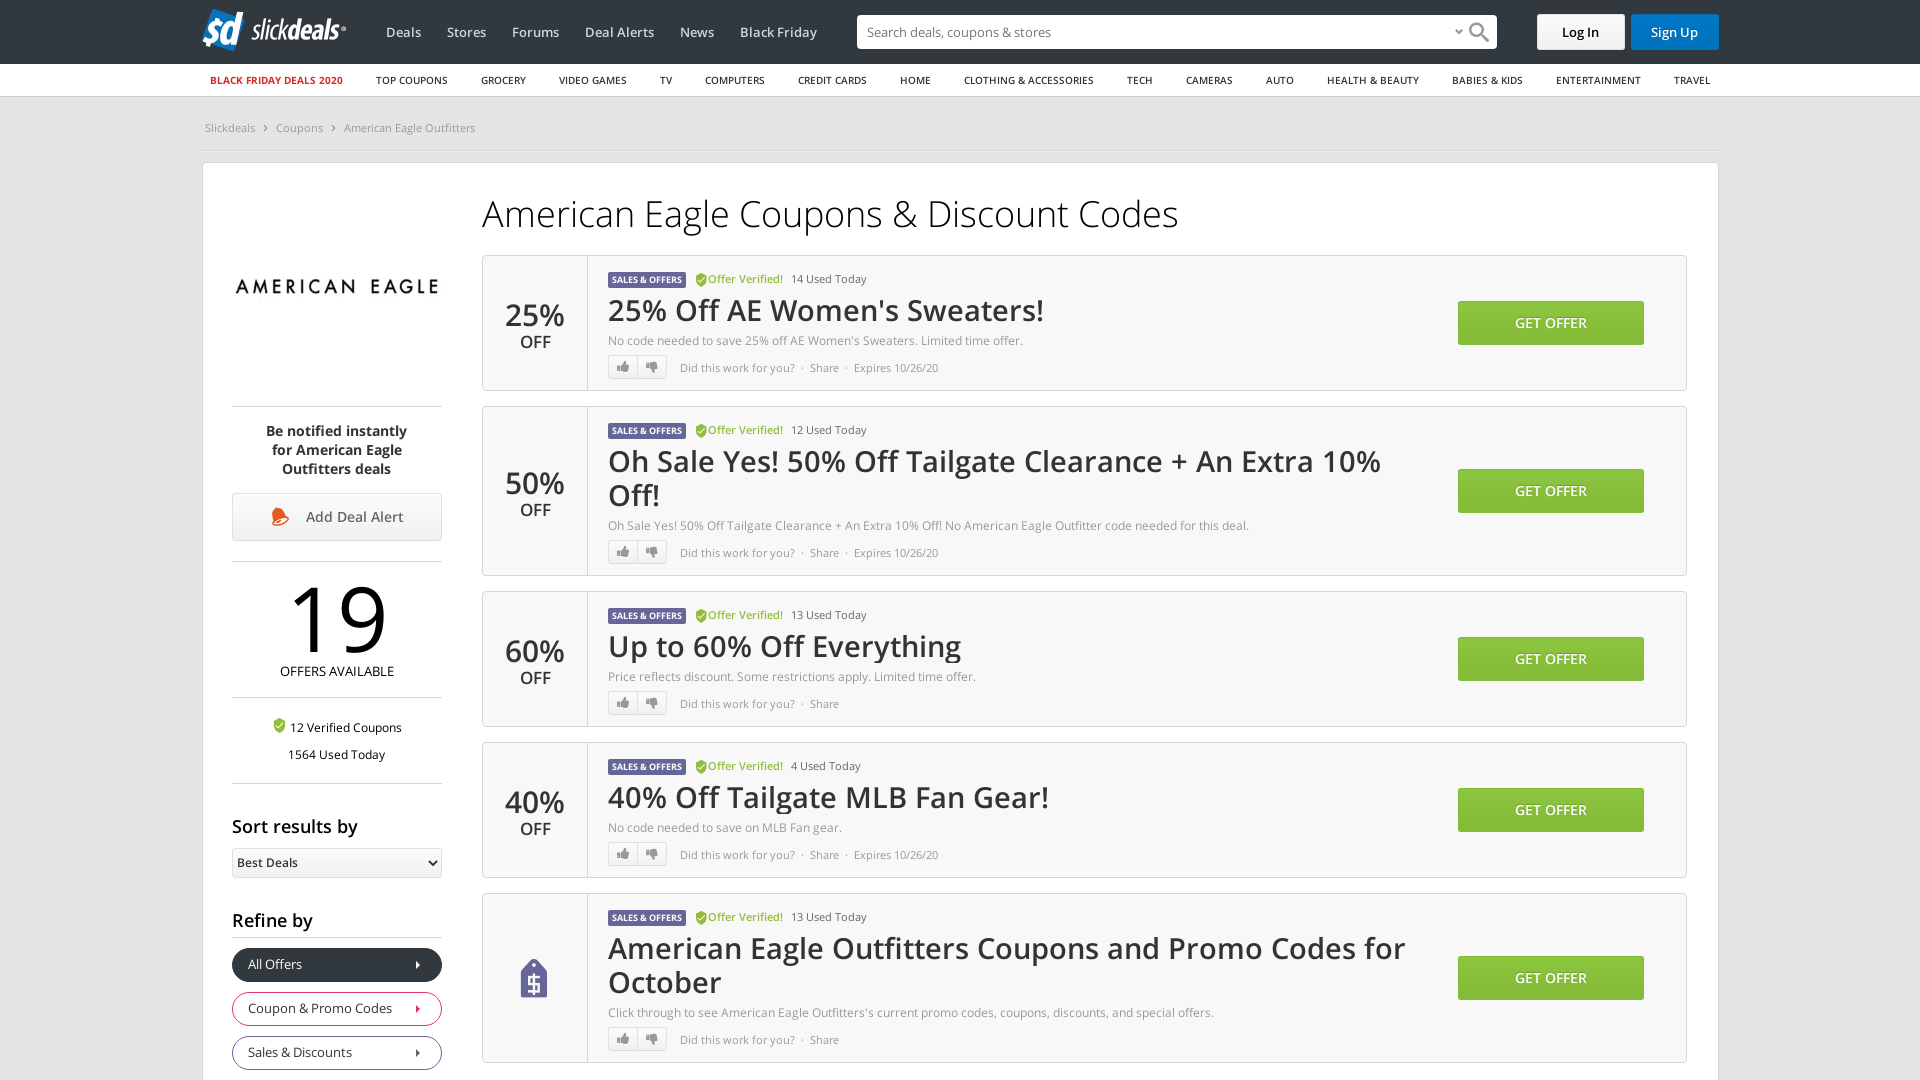 sd slickdeals®
Deals Stores Forums Deal Alerts News Black Friday
Search deals, coupons & stores
Log In
Sign Up
BLACK FRIDAY DEALS 2020 TOP COUPONS GROCERY VIDEO GAMES TV COMPUTERS CREDIT CARDS HOME CLOTHING & ACCESSORIES TECH CAMERAS AUTO HEALTH & BEAUTY BABIES & KIDS ENTERTAINMENT TRAVEL
Slickdeals › Coupons › American Eagle Outfitters
AMERICAN EAGLE
Be notified instantly
for American Eagle
Outfitters deals
Add Deal Alert
19
OFFERS AVAILABLE
12 Verified Coupons
1564 Used Today
Sort results by
Best Deals
Refine by
All Offers
Coupon & Promo Codes
Sales & Discounts
American Eagle Coupons & Discount Codes
25%
OFF
SALES & OFFERS Offer Verified! 14 Used Today
25% Off AE Women's Sweaters!
No code needed to save 25% off AE Women's Sweaters. Limited time offer.
Did this work for you? · Share · Expires 10/26/20
GET OFFER
50%
OFF
SALES & OFFERS Offer Verified! 12 Used Today
Oh Sale Yes! 50% Off Tailgate Clearance + An Extra 10%
Off!
Oh Sale Yes! 50% Off Tailgate Clearance + An Extra 10% Off! No American Eagle Outfitter code needed for this deal.
Did this work for you? · Share · Expires 10/26/20
GET OFFER
60%
OFF
SALES & OFFERS Offer Verified! 13 Used Today
Up to 60% Off Everything
Price reflects discount. Some restrictions apply. Limited time offer.
Did this work for you? · Share
GET OFFER
40%
OFF
SALES & OFFERS Offer Verified! 4 Used Today
40% Off Tailgate MLB Fan Gear!
No code needed to save on MLB Fan gear.
Did this work for you? · Share · Expires 10/26/20
GET OFFER
$
SALES & OFFERS Offer Verified! 13 Used Today
American Eagle Outfitters Coupons and Promo Codes for
October
Click through to see American Eagle Outfitters's current promo codes, coupons, discounts, and special offers.
Did this work for you? · Share
GET OFFER